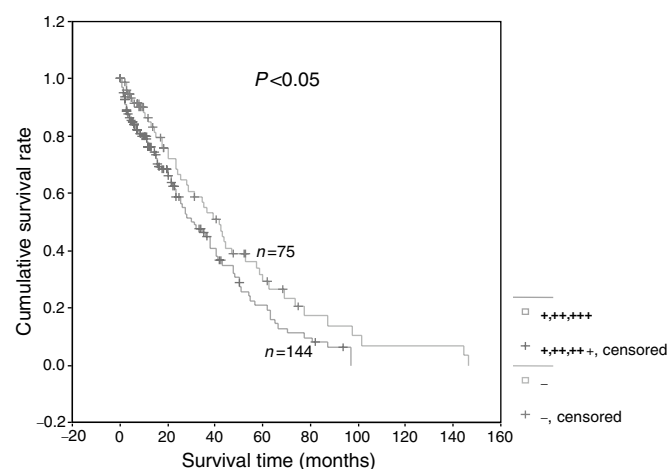 1.2
1.0
0.8
0.6
0.4
0.2
0.0
−0.2
Cumulative survival rate
P<0.05
n=75
n=144
−20 0 20 40 60 80 100 120 140 160
Survival time (months)
+,++,+++
+,++,+++, censored
−
−, censored